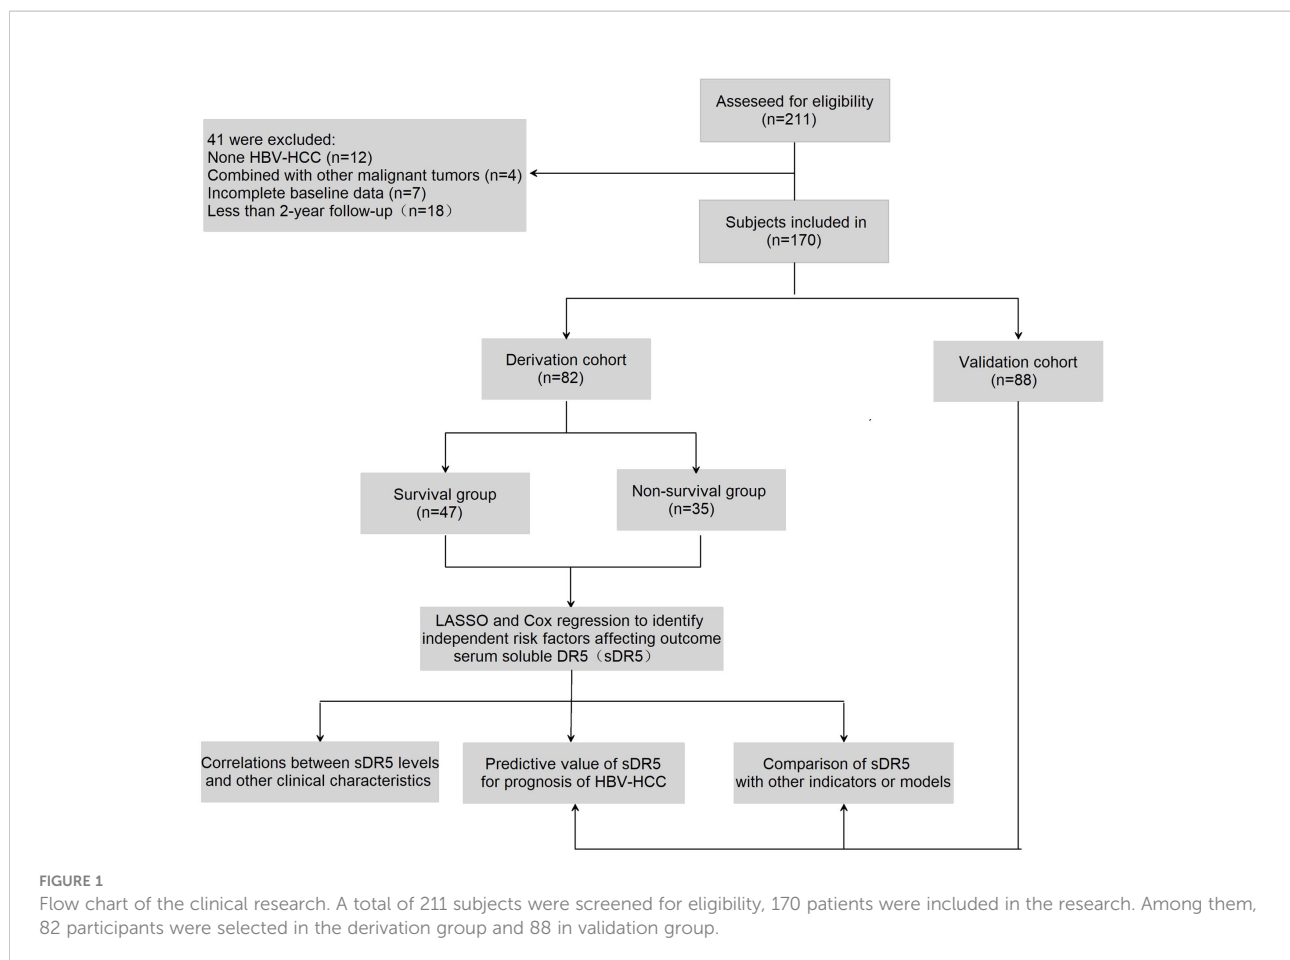 Asseseed for eligibility
(n=211)
41 were excluded:
None HBV-HCC (n=12)
Combined with other malignant tumors (n=4)
Incomplete baseline data (n=7)
Less than 2-year follow-up（n=18）
Subjects included in
(n=170)
Derivation cohort
(n=82)
Validation cohort
(n=88)
Survival group
(n=47)
Non-survival group
(n=35)
LASSO and Cox regression to identify
independent risk factors affecting outcome
serum soluble DR5（sDR5）
Correlations between sDR5 levels
and other clinical characteristics
Predictive value of sDR5
for prognosis of HBV-HCC
Comparison of sDR5
with other indicators or models
FIGURE 1
Flow chart of the clinical research. A total of 211 subjects were screened for eligibility, 170 patients were included in the research. Among them,
82 participants were selected in the derivation group and 88 in validation group.